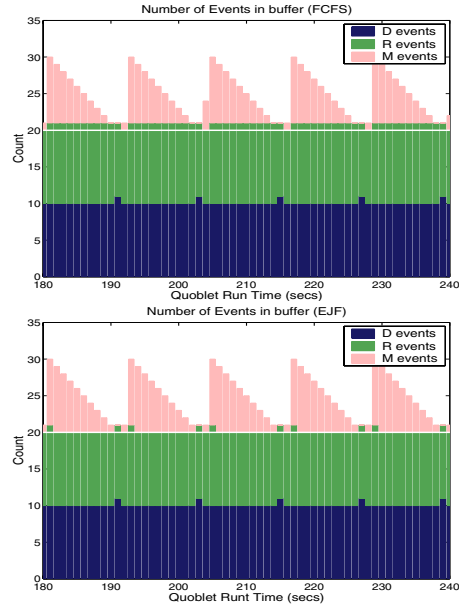 Number of Events in buffer (FCFS)
35
30
25
20
15
10
5
0
Count
D events
R events
M events
180 190 200 210 220 230 240
Quoblet Run Time (secs)
Number of Events in buffer (EJF)
35
30
25
20
15
10
5
0
Count
D events
R events
M events
180 190 200 210 220 230 240
Quoblet Runt Time (secs)